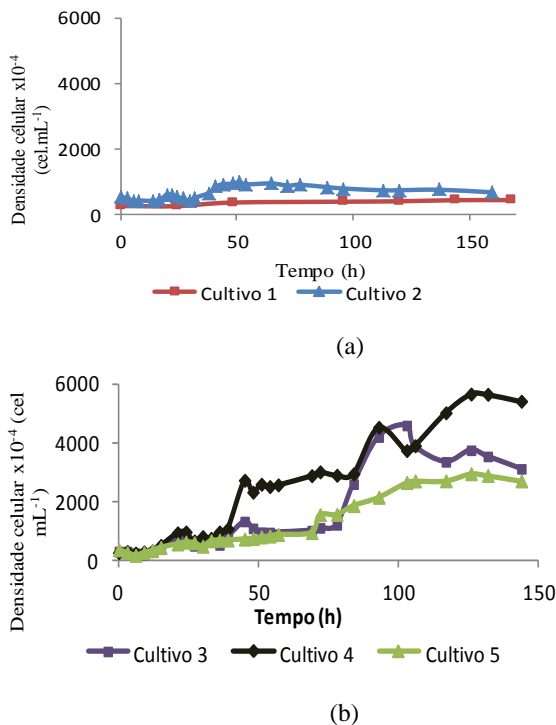 (a)
6000
4000
2000
0
Densidade célular x10-4
(cel.mL-1)
0 50 100 150
Tempo (h)
Cultivo 1 Cultivo 2
(a)
6000
4000
2000
0
Densidade celular x10-4 (cel
mL-1)
0 50 100 150
Tempo (h)
Cultivo 3 Cultivo 4 Cultivo 5
(b)